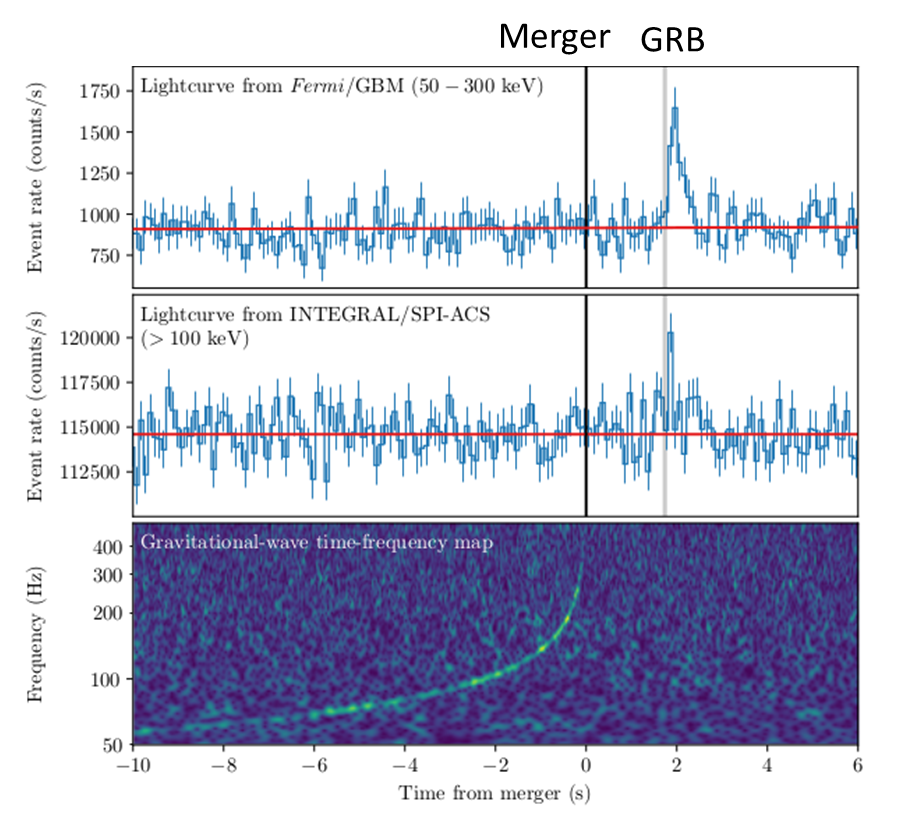 Merger GRB
Lightcurve from Fermi/GBM (50 − 300 keV)
Event rate (counts/s)
1750
1500
1250
1000
750
Lightcurve from INTEGRAL/SPI-ACS
(> 100 keV)
Event rate (counts/s)
120000
117500
115000
112500
Gravitational-wave time-frequency map
Frequency (Hz)
400
300
200
100
50
−10 −8 −6 −4 −2 0 2 4 6
Time from merger (s)